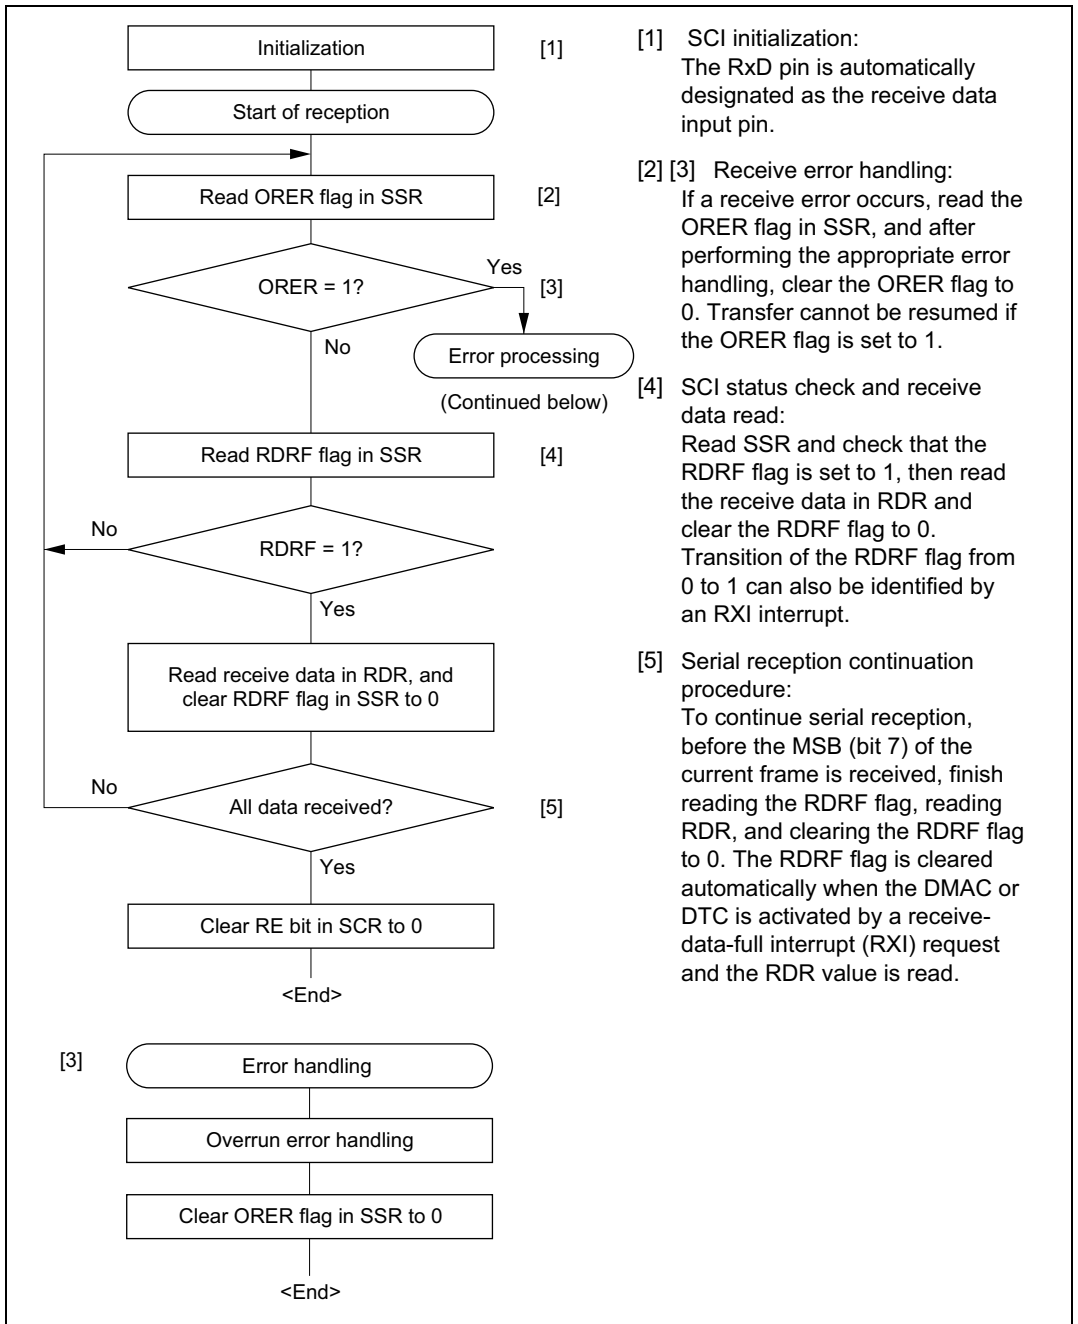 Initialization
[1]
Start of reception
Read ORER flag in SSR
[2]
ORER = 1?
Yes
[3]
No
Error processing
(Continued below)
Read RDRF flag in SSR
[4]
No
RDRF = 1?
Yes
Read receive data in RDR, and
clear RDRF flag in SSR to 0
No
All data received?
[5]
Yes
Clear RE bit in SCR to 0
<End>
[3]
Error handling
Overrun error handling
Clear ORER flag in SSR to 0
<End>
[1] SCI initialization:
The RxD pin is automatically
designated as the receive data
input pin.
[2] [3] Receive error handling:
If a receive error occurs, read the
ORER flag in SSR, and after
performing the appropriate error
handling, clear the ORER flag to
0. Transfer cannot be resumed if
the ORER flag is set to 1.
[4] SCI status check and receive
data read:
Read SSR and check that the
RDRF flag is set to 1, then read
the receive data in RDR and
clear the RDRF flag to 0.
Transition of the RDRF flag from
0 to 1 can also be identified by
an RXI interrupt.
[5] Serial reception continuation
procedure:
To continue serial reception,
before the MSB (bit 7) of the
current frame is received, finish
reading the RDRF flag, reading
RDR, and clearing the RDRF flag
to 0. The RDRF flag is cleared
automatically when the DMAC or
DTC is activated by a receive-
data-full interrupt (RXI) request
and the RDR value is read.